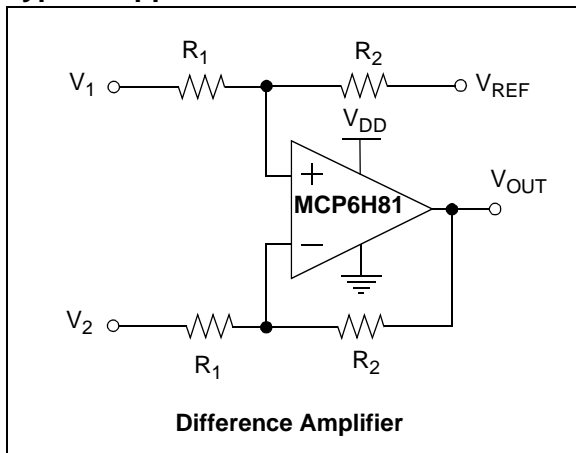 R1
R2
V1
VREF
VDD
+
MCP6H81
VOUT
−
V2
R1
R2
Difference Amplifier